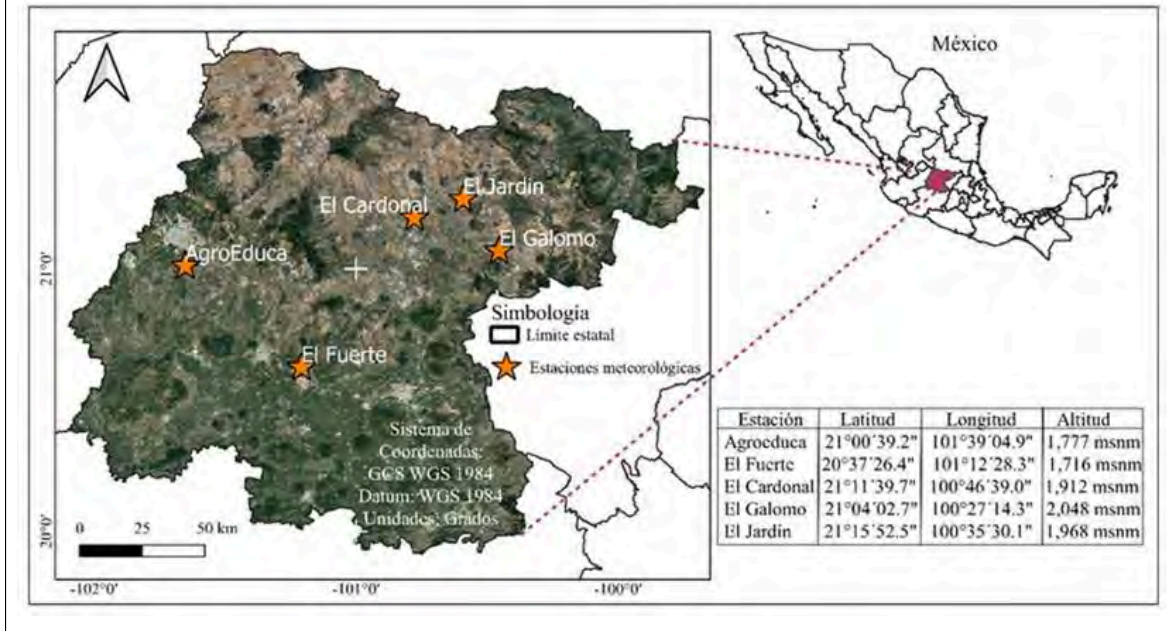 México
El Jardín
El Cardonal
El Galomo
AgroEduca
21°0'
Simbología
Límite estatal
El Fuerte
Estaciones meteorológicas
Sistema de
Coordenadas:
GCS WGS 1984
Datum: WGS 1984
Unidades: Grados
0 25 50 km
20°0'
-102°0' -101°0' -100°0'
Estación Latitud Longitud Altitud
Agroeduca 21°00´39.2" 101°39´04.9" 1,777 msnm
El Fuerte 20°37´26.4" 101°12´28.3" 1,716 msnm
El Cardonal 21°11´39.7" 100°46´39.0" 1,912 msnm
El Galomo 21°04´02.7" 100°27´14.3" 2,048 msnm
El Jardín 21°15´52.5" 100°35´30.1" 1,968 msnm